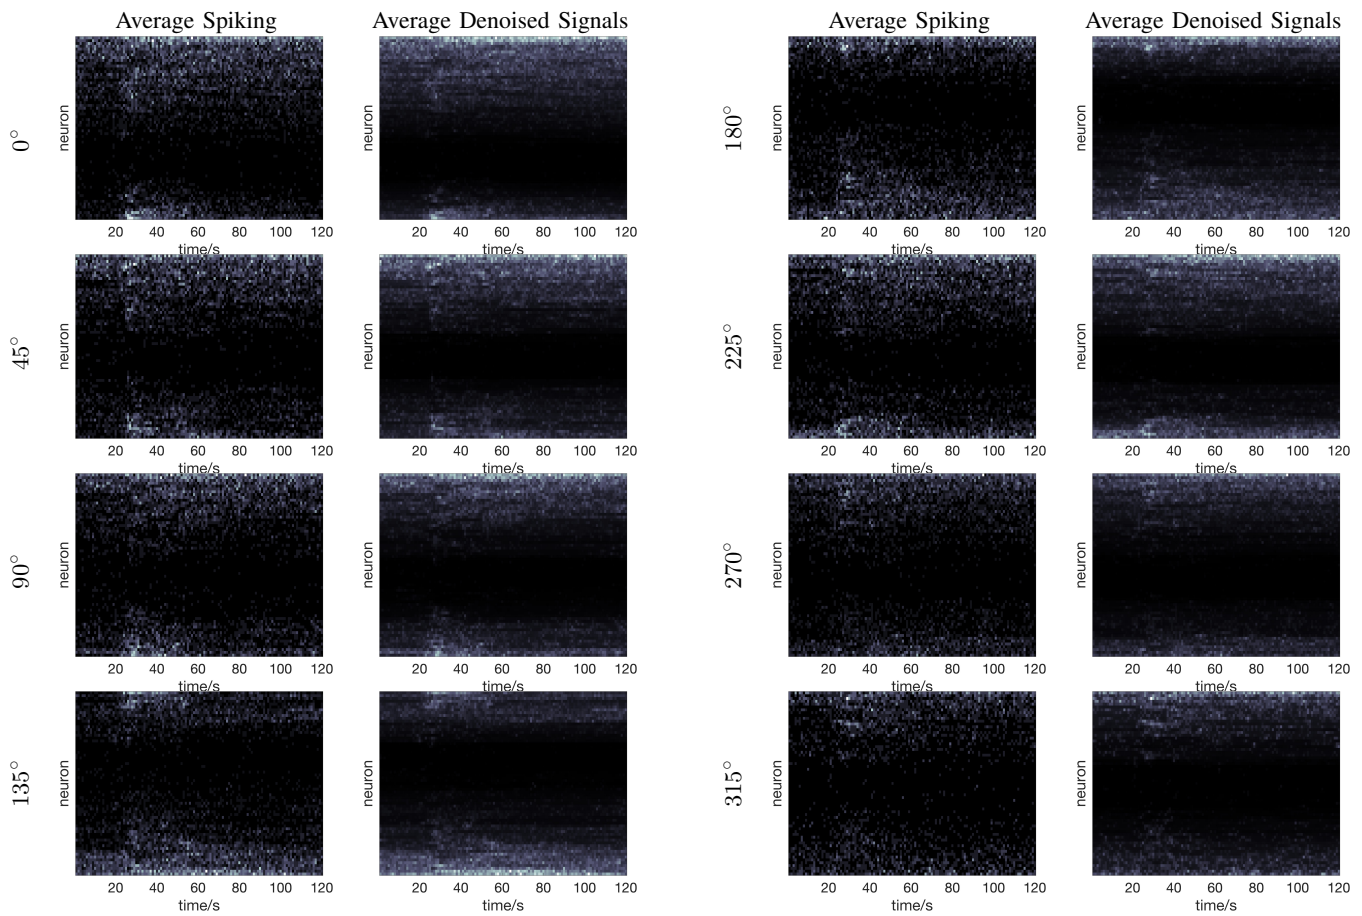 Average Spiking Average Denoised Signals Average Spiking Average Denoised Signals
0° neuron neuron 180° neuron neuron
20 40 60 80 100 120 20 40 60 80 100 120 20 40 60 80 100 120 20 40 60 80 100 120
time/s time/s time/s time/s
45° neuron neuron 225° neuron neuron
20 40 60 80 100 120 20 40 60 80 100 120 20 40 60 80 100 120 20 40 60 80 100 120
time/s time/s time/s time/s
90° neuron neuron 270° neuron neuron
20 40 60 80 100 120 20 40 60 80 100 120 20 40 60 80 100 120 20 40 60 80 100 120
time/s time/s time/s time/s
135° neuron neuron 315° neuron neuron
20 40 60 80 100 120 20 40 60 80 100 120 20 40 60 80 100 120 20 40 60 80 100 120
time/s time/s time/s time/s